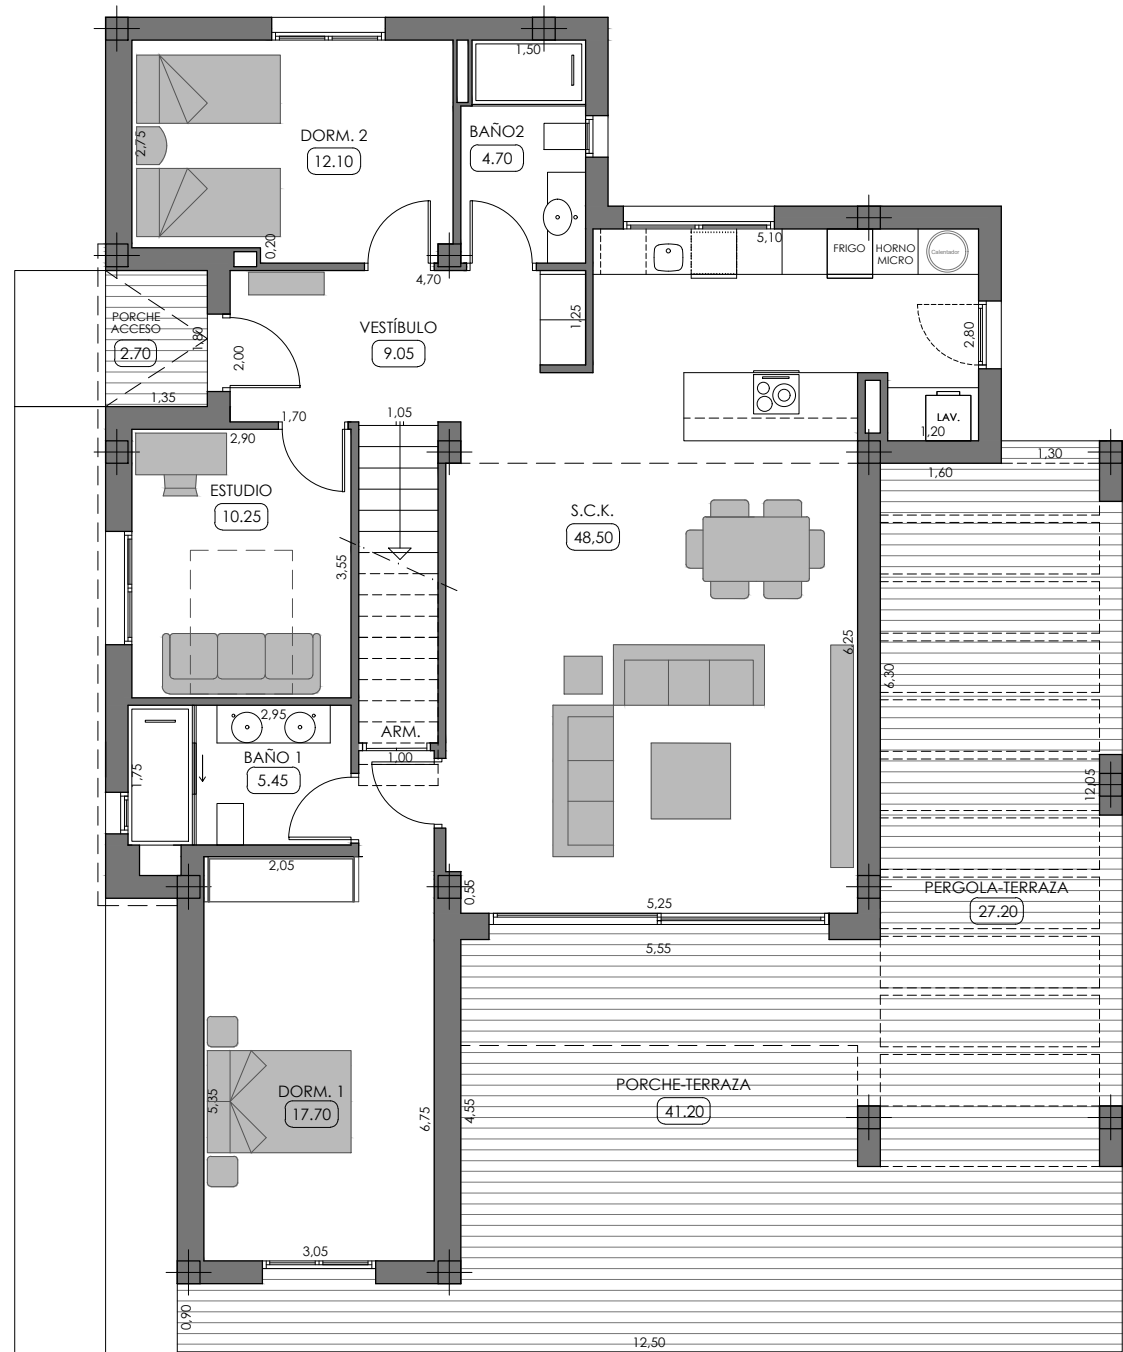 1,50
DORM. 2
12.10
2,75
BAÑO2
4.70
0,20
5,10
FRIGO
HORNO
MICRO
Calentador
4,70
PORCHE
ACCESO
2.70
1,80
1,35
2,00
VESTÍBULO
9.05
1,25
2,80
LAV.
1,20
1,70
1,05
2,90
1,60
1,30
ESTUDIO
10.25
3,55
S.C.K.
48,50
6,25
6,30
12,05
2,95
BAÑO 1
5.45
1,75
ARM.
1,00
2,05
0,55
5,25
5,55
PERGOLA-TERRAZA
27.20
DORM. 1
17.70
5,35
6,75
4,55
PORCHE-TERRAZA
41.20
3,05
0,90
12,50